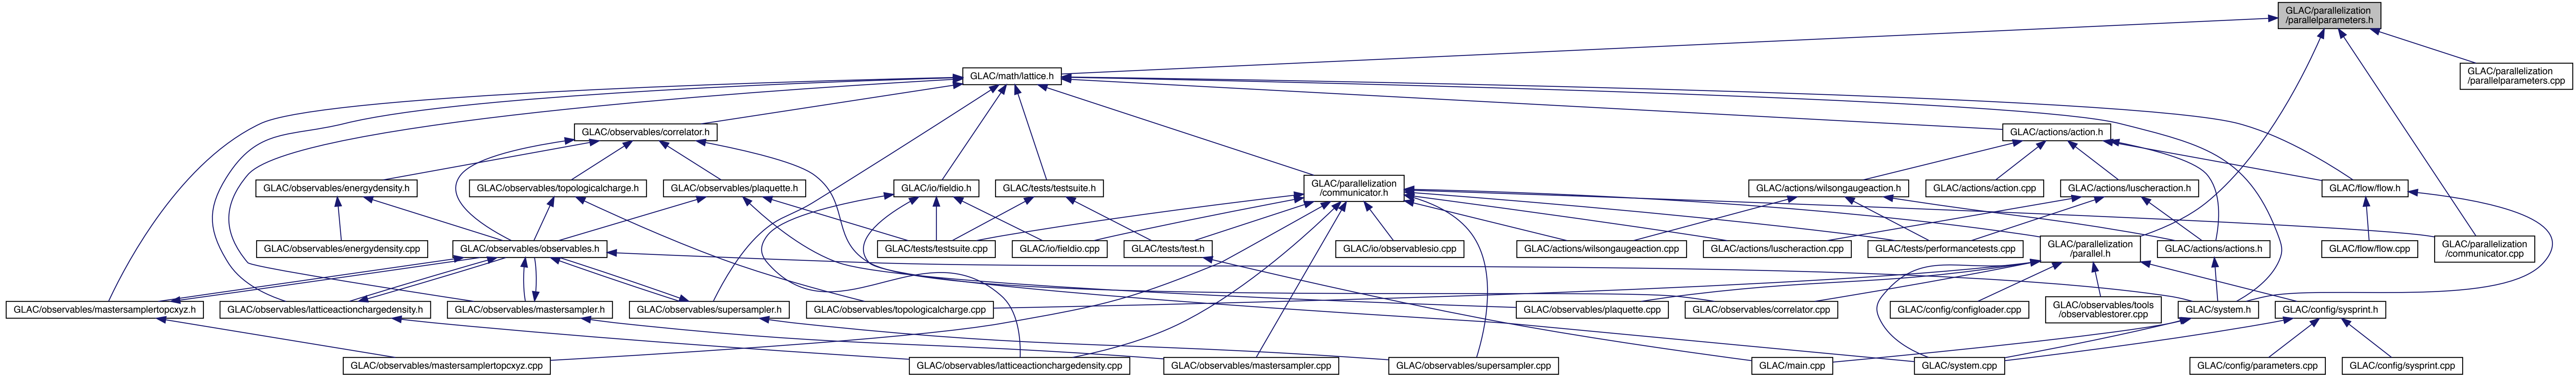 GLAC/parallelization
/parallelparameters.h
GLAC/math/lattice.h
GLAC/parallelization
/parallelparameters.cpp
GLAC/observables/correlator.h
GLAC/actions/action.h
GLAC/observables/energydensity.h
GLAC/observables/topologicalcharge.h
GLAC/observables/plaquette.h
GLAC/io/fieldio.h
GLAC/tests/testsuite.h
GLAC/parallelization
/communicator.h
GLAC/actions/wilsongaugeaction.h
GLAC/actions/action.cpp
GLAC/actions/luscheraction.h
GLAC/flow/flow.h
GLAC/observables/energydensity.cpp
GLAC/observables/observables.h
GLAC/tests/testsuite.cpp
GLAC/io/fieldio.cpp
GLAC/tests/test.h
GLAC/io/observablesio.cpp
GLAC/actions/wilsongaugeaction.cpp
GLAC/actions/luscheraction.cpp
GLAC/tests/performancetests.cpp
GLAC/parallelization
/parallel.h
GLAC/actions/actions.h
GLAC/flow/flow.cpp
GLAC/parallelization
/communicator.cpp
GLAC/observables/mastersamplertopcxyz.h
GLAC/observables/latticeactionchargedensity.h
GLAC/observables/mastersampler.h
GLAC/observables/supersampler.h
GLAC/observables/topologicalcharge.cpp
GLAC/observables/plaquette.cpp
GLAC/observables/correlator.cpp
GLAC/config/configloader.cpp
GLAC/observables/tools
/observablestorer.cpp
GLAC/system.h
GLAC/config/sysprint.h
GLAC/observables/mastersamplertopcxyz.cpp
GLAC/observables/latticeactionchargedensity.cpp
GLAC/observables/mastersampler.cpp
GLAC/observables/supersampler.cpp
GLAC/main.cpp
GLAC/system.cpp
GLAC/config/parameters.cpp
GLAC/config/sysprint.cpp